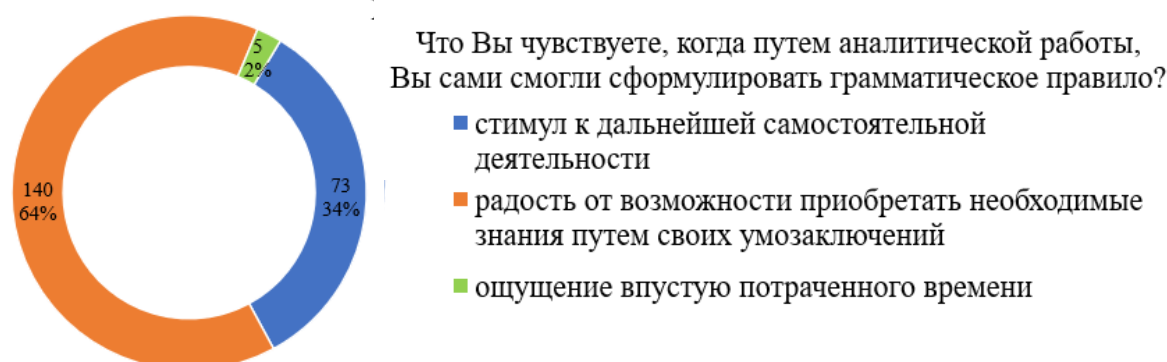 5
2%
140
64%
73
34%
Что Вы чувствуете, когда путем аналитической работы,
Вы сами смогли сформулировать грамматическое правило?
стимул к дальнейшей самостоятельной
деятельности
радость от возможности приобретать необходимые
знания путем своих умозаключений
ощущение впустую потраченного времени